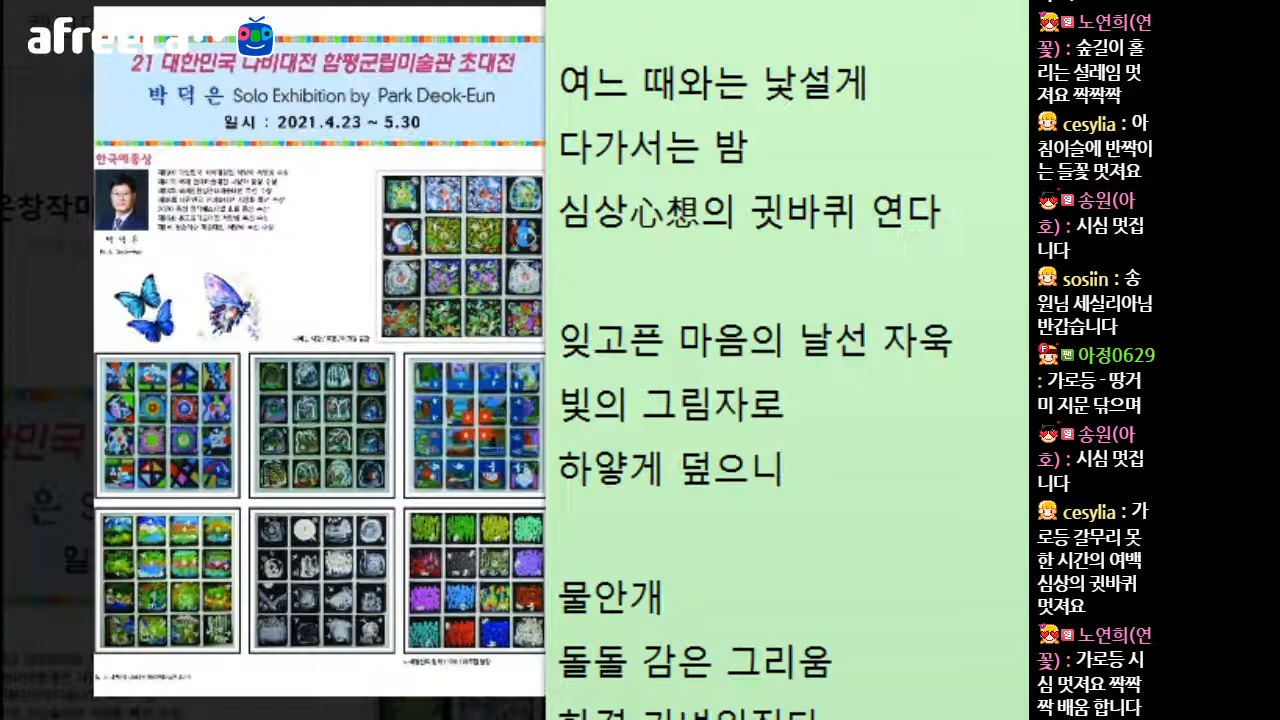 afreeca
21 대한민국 나비대전 함평군립미술관 초대전
박 덕 은 Solo Exhibition by Park Deok-Eun
일시 : 2021.4.23 ~ 5.30
한국예총상
박 덕 은
여느 때와는 낯설게
다가서는 밤
심상心想의 귓바퀴 연다
잊고픈 마음의 날선 자욱
빛의 그림자로
하얗게 덮으니
물안개
돌돌 감은 그리움
노연희(연
꽃) : 숲길이 홀
리는 설레임 멋
져요 짝짝짝
cesylia : 아
침이슬에 반짝이
는 들꽃 멋져요
송원(아
호) : 시심 멋집
니다
sosiin : 송
원님 세실리아님
반갑습니다
아정0629
: 가로등 - 땅거
미 지문 닦으며
송원(아
호) : 시심 멋집
니다
cesylia : 가
로등 갈무리 못
한 시간의 여백
심상의 귓바퀴
멋져요
노연희(연
꽃) : 가로등 시
심 멋져요 짝짝
짝 배움 합니다